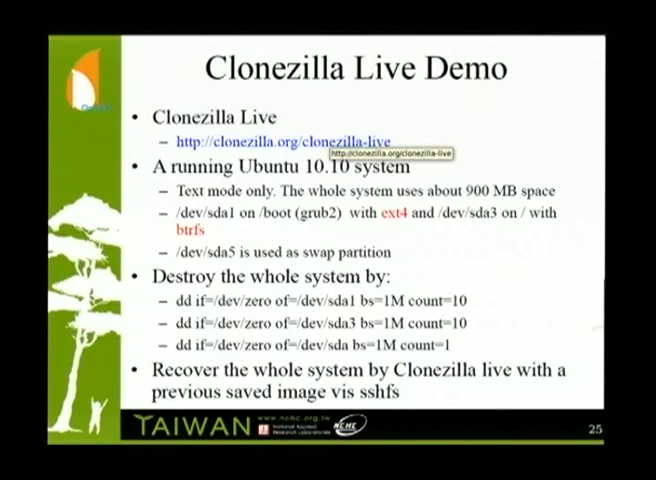 Clonezilla Live Demo
• Clonezilla Live
– http://clonezilla.org/clonezilla-live
http://clonezilla.org/clonezilla-live
• A running Ubuntu 10.10 system
– Text mode only. The whole system uses about 900 MB space
– /dev/sda1 on /boot (grub2) with ext4 and /dev/sda3 on / with
btrfs
– /dev/sda5 is used as swap partition
• Destroy the whole system by:
– dd if=/dev/zero of=/dev/sda1 bs=1M count=10
– dd if=/dev/zero of=/dev/sda3 bs=1M count=10
– dd if=/dev/zero of=/dev/sda bs=1M count=1
• Recover the whole system by Clonezilla live with a
previous saved image vis sshfs
TAIWAN
www.nchc.org.tw
National Applied
Research Laboratories
NCHC
25